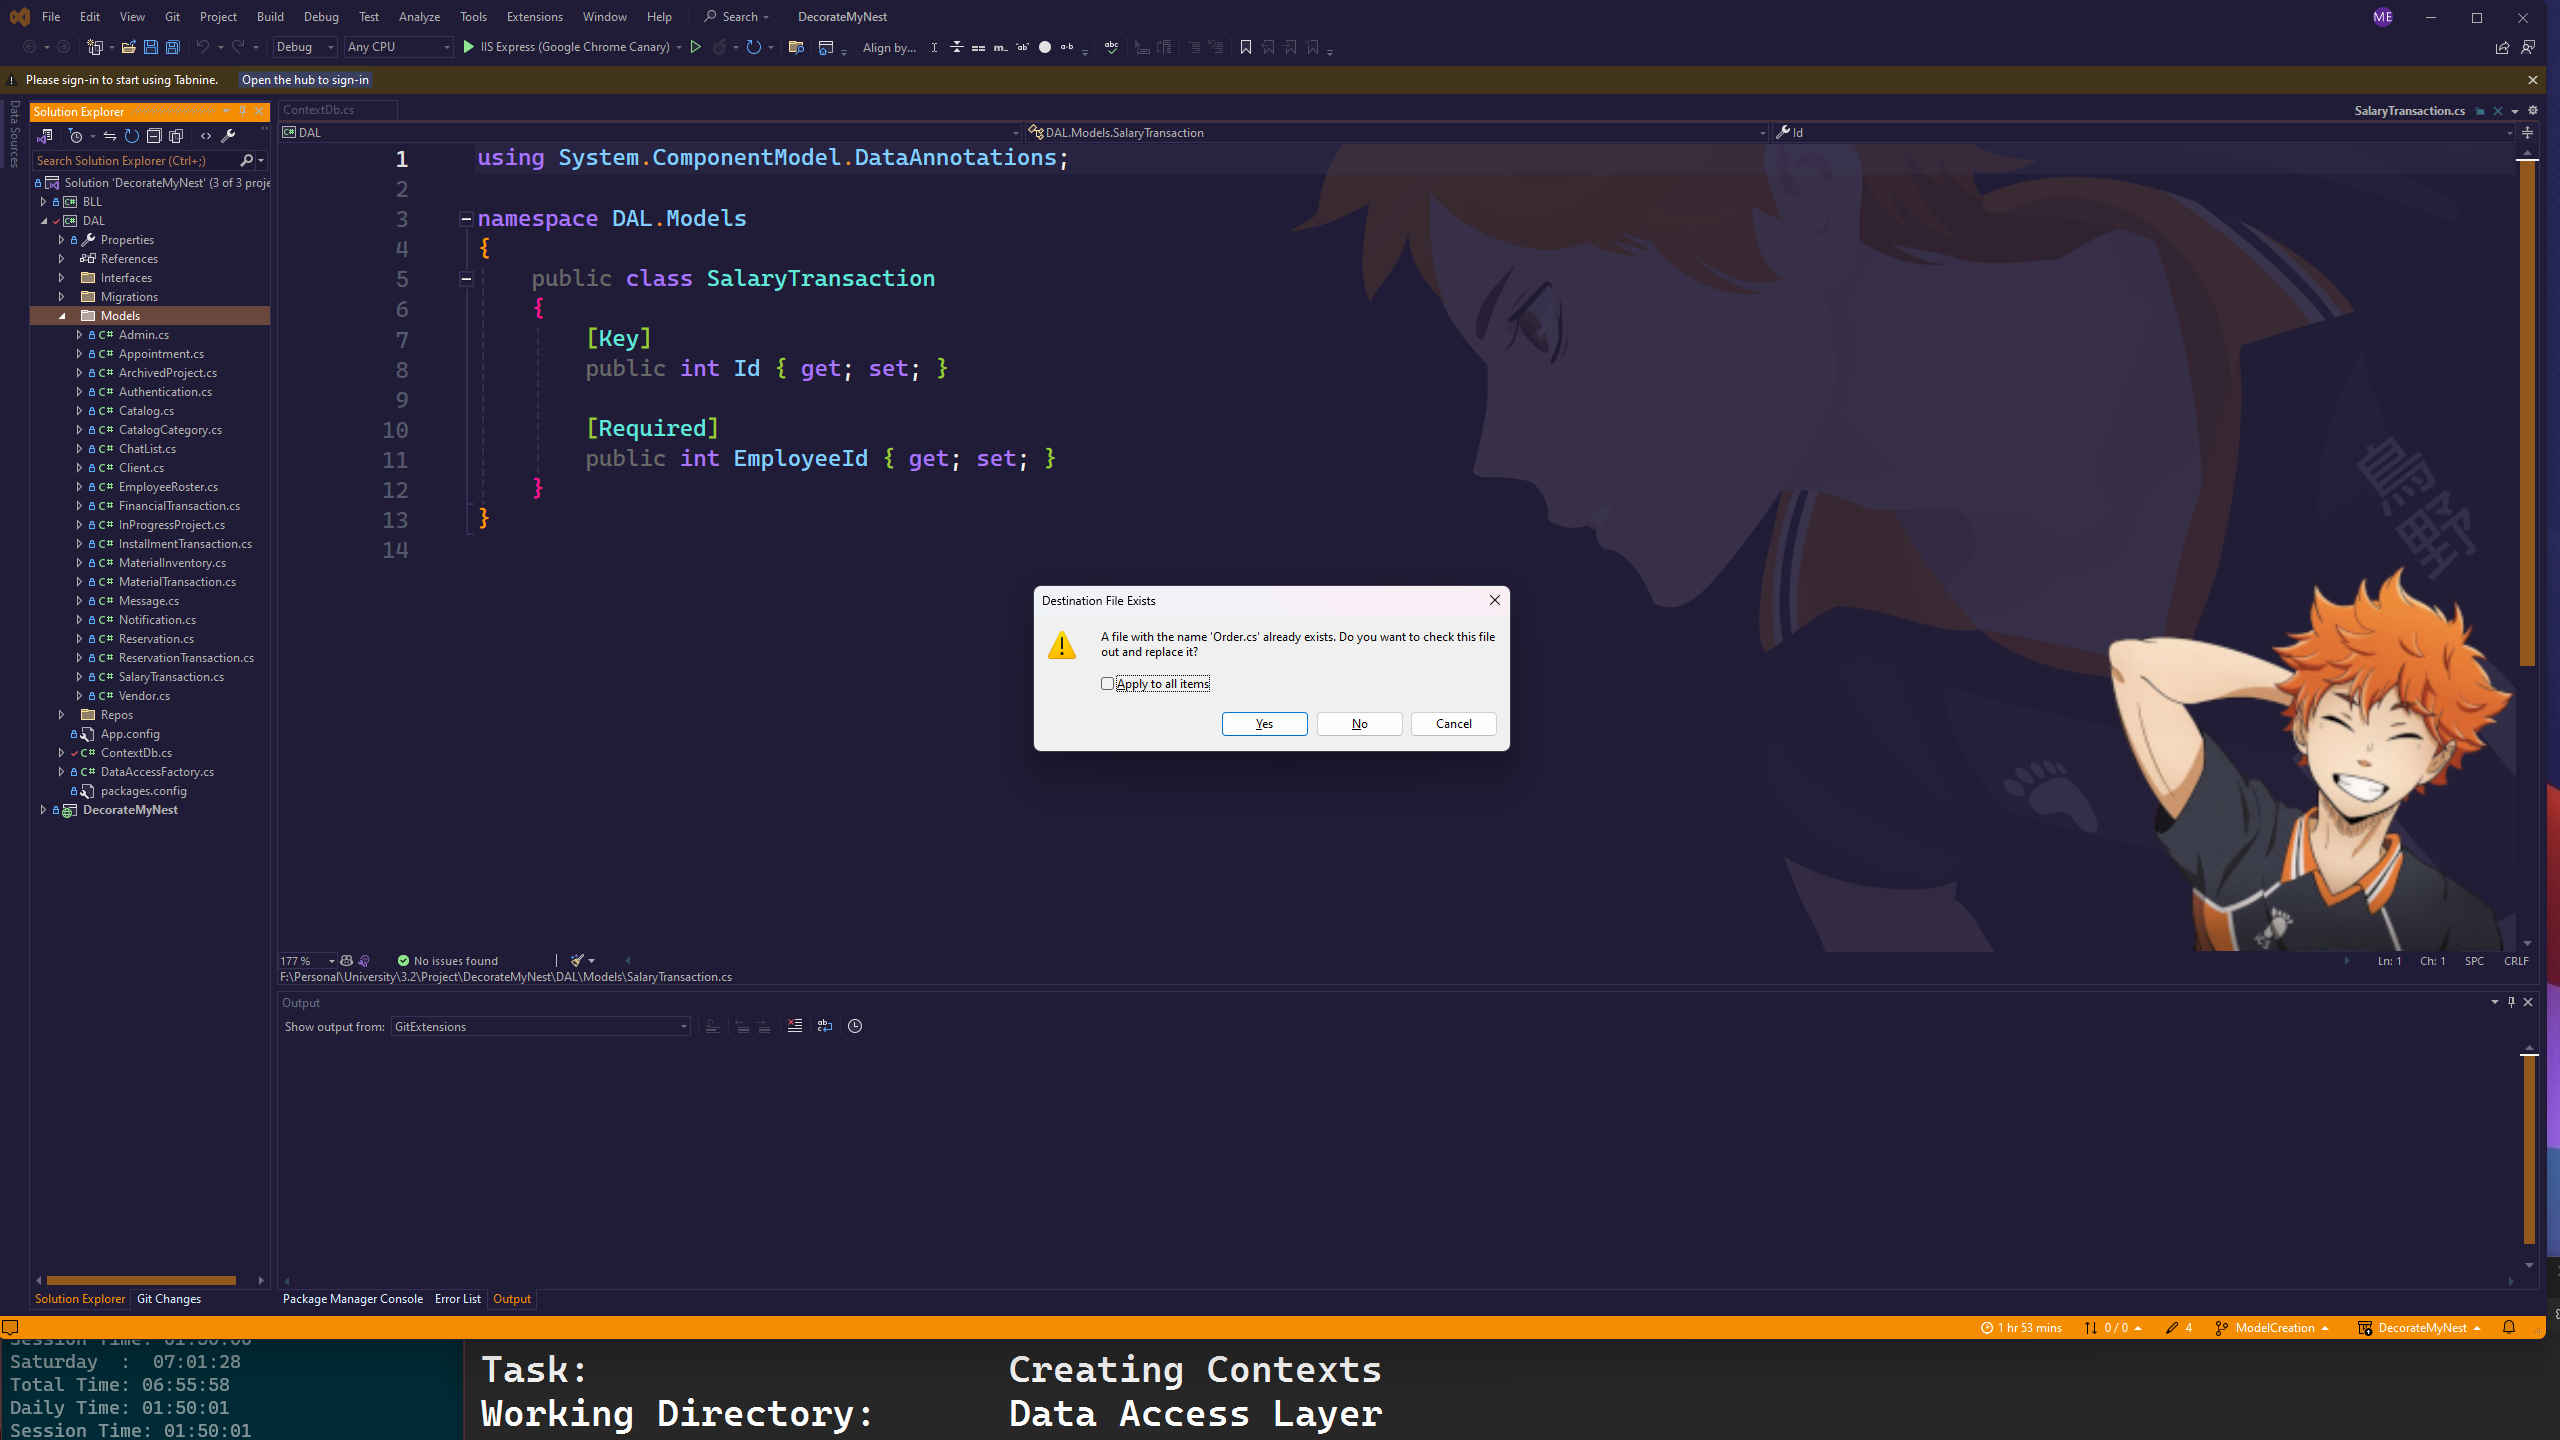 File Edit View Git Project Build Debug Test Analyze Tools Extensions Window Help Search DecorateMyNest ME
Debug Any CPU IIS Express (Google Chrome Canary) Align by...
Please sign-in to start using Tabnine. Open the hub to sign-in
Data Sources
Solution Explorer
Search Solution Explorer (Ctrl+;)
Solution 'DecorateMyNest' (3 of 3 proje
BLL
DAL
Properties
References
Interfaces
Migrations
Models
Admin.cs
Appointment.cs
ArchivedProject.cs
Authentication.cs
Catalog.cs
CatalogCategory.cs
ChatList.cs
Client.cs
EmployeeRoster.cs
FinancialTransaction.cs
InProgressProject.cs
InstallmentTransaction.cs
MaterialInventory.cs
MaterialTransaction.cs
Message.cs
Notification.cs
Reservation.cs
ReservationTransaction.cs
SalaryTransaction.cs
Vendor.cs
Repos
App.config
ContextDb.cs
DataAccessFactory.cs
packages.config
DecorateMyNest
Solution Explorer Git Changes
ContextDb.cs SalaryTransaction.cs
DAL DAL.Models.SalaryTransaction Id
1 using System.ComponentModel.DataAnnotations;
2
3 namespace DAL.Models
4 {
5 public class SalaryTransaction
6 {
7 [Key]
8 public int Id { get; set; }
9
10 [Required]
11 public int EmployeeId { get; set; }
12 }
13 }
14
烏野
Destination File Exists
A file with the name 'Order.cs' already exists. Do you want to check this file
out and replace it?
Apply to all items
Yes No Cancel
177 % No issues found Ln: 1 Ch: 1 SPC CRLF
F:\Personal\University\3.2\Project\DecorateMyNest\DAL\Models\SalaryTransaction.cs
Output
Show output from: GitExtensions
Package Manager Console Error List Output
1 hr 53 mins 0 / 0 4 ModelCreation DecorateMyNest
Saturday : 07:01:28
Total Time: 06:55:58
Daily Time: 01:50:01
Session Time: 01:50:01
Task: Creating Contexts
Working Directory: Data Access Layer